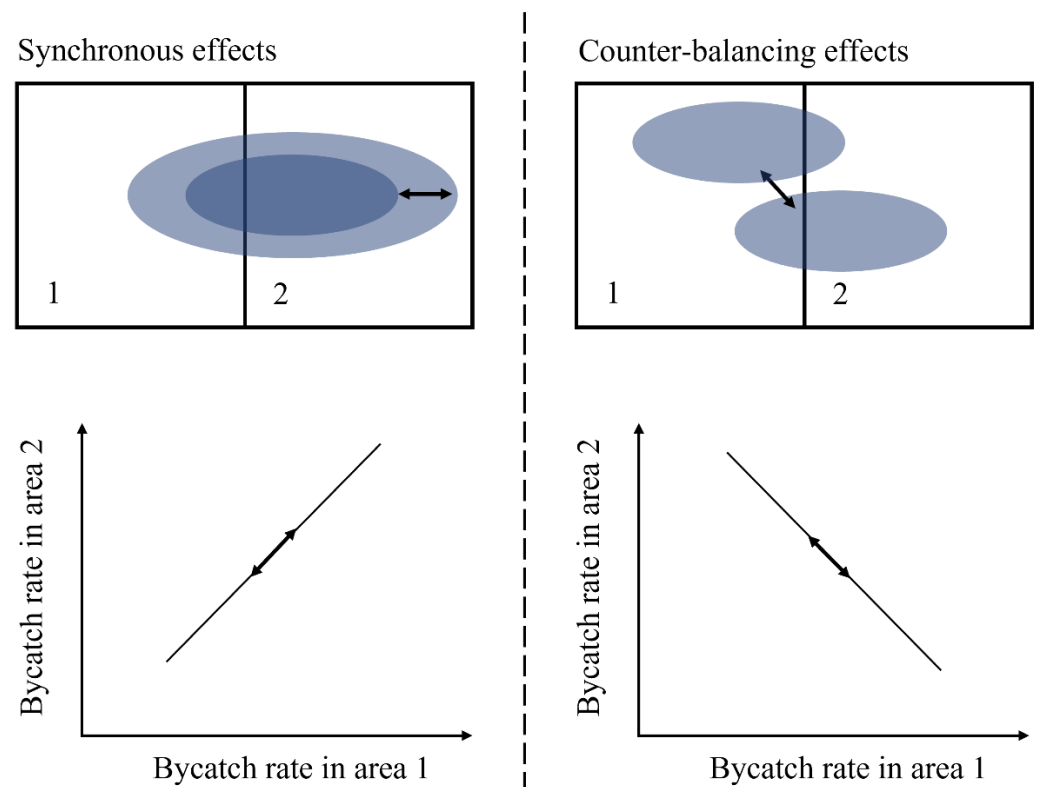 Synchronous effects
1
2
Bycatch rate in area 2
Bycatch rate in area 1
Counter-balancing effects
1
2
Bycatch rate in area 2
Bycatch rate in area 1